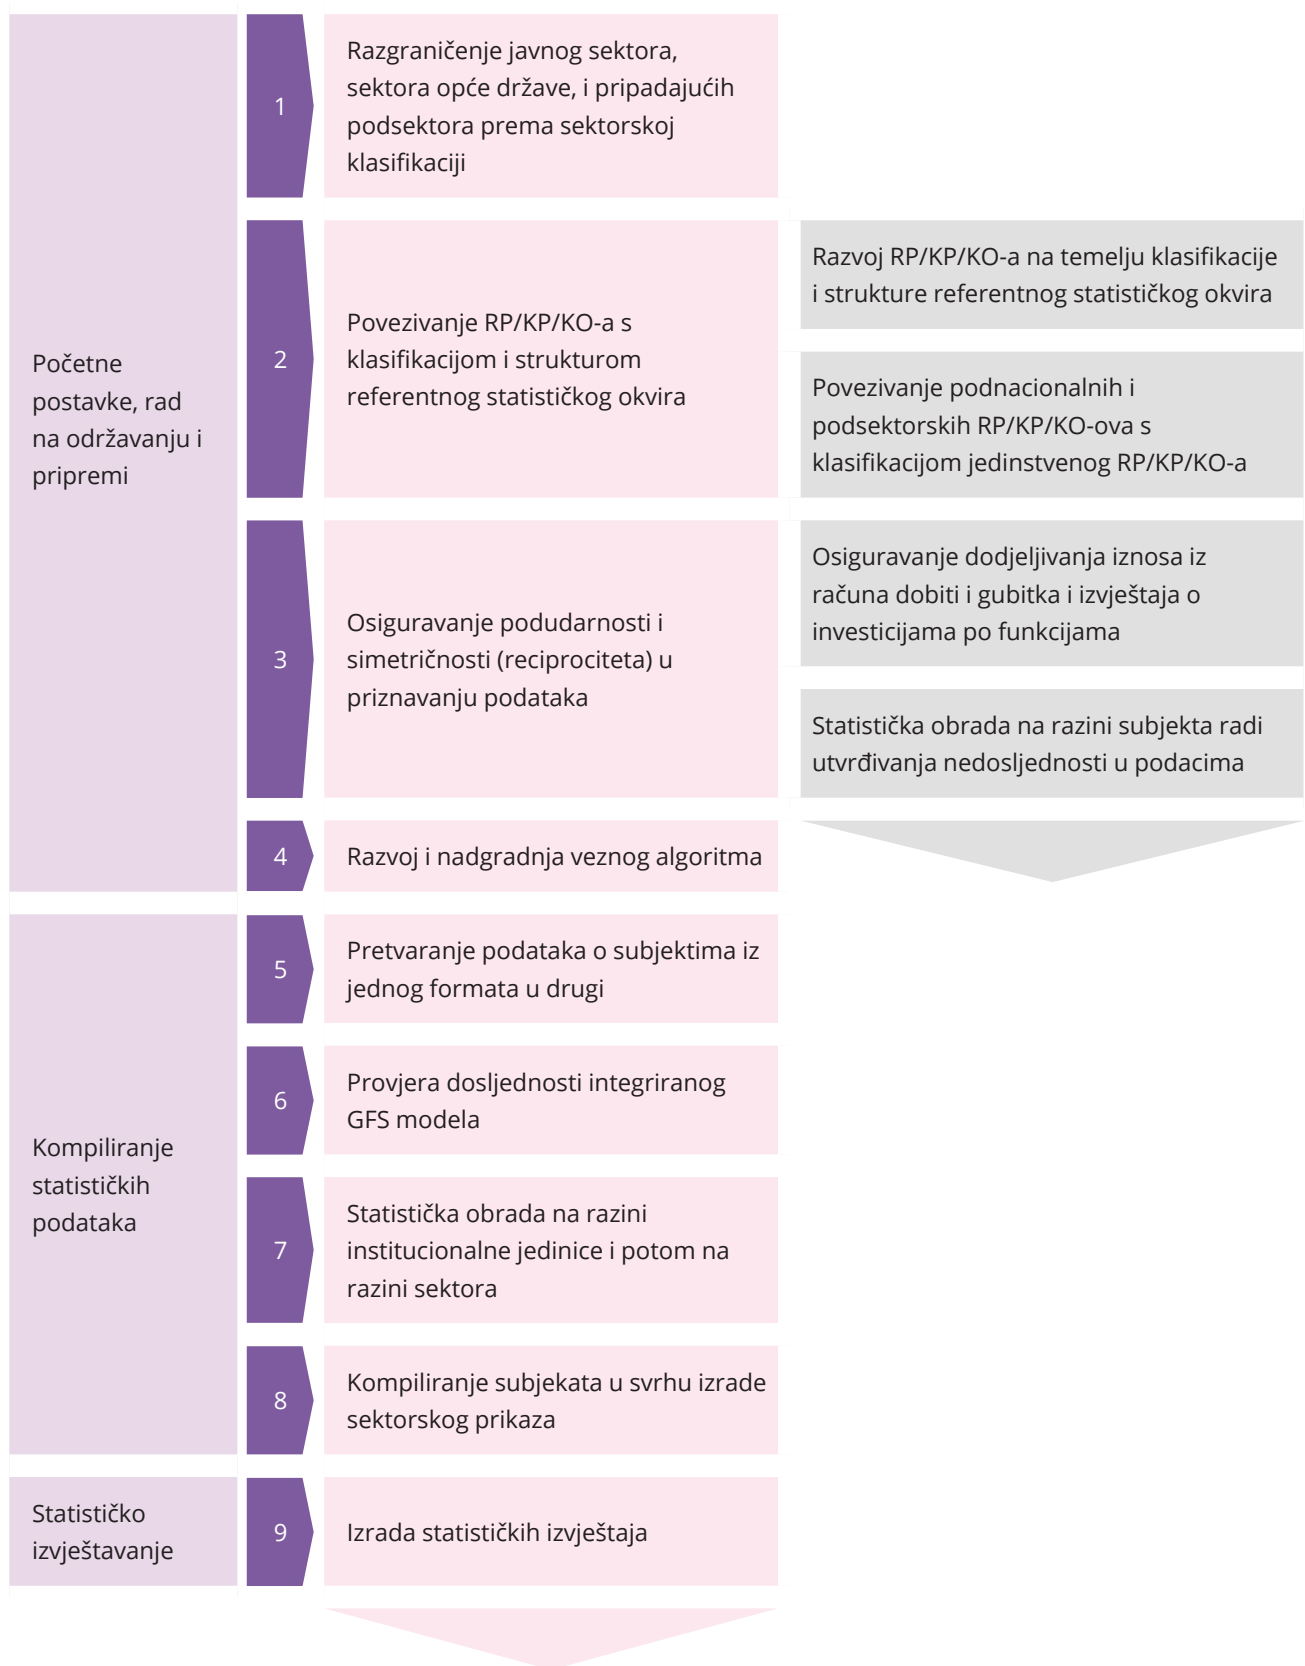 Početne
postavke, rad
na održavanju i
pripremi
1
Razgraničenje javnog sektora,
sektora opće države, i pripadajućih
podsektora prema sektorskoj
klasifikaciji
2
Povezivanje RP/KP/KO-a s
klasifikacijom i strukturom
referentnog statističkog okvira
Razvoj RP/KP/KO-a na temelju klasifikacije
i strukture referentnog statističkog okvira
Povezivanje podnacionalnih i
podsektorskih RP/KP/KO-ova s
klasifikacijom jedinstvenog RP/KP/KO-a
3
Osiguravanje podudarnosti i
simetričnosti (reciprociteta) u
priznavanju podataka
Osiguravanje dodjeljivanja iznosa iz
računa dobiti i gubitka i izvještaja o
investicijama po funkcijama
Statistička obrada na razini subjekta radi
utvrđivanja nedosljednosti u podacima
4
Razvoj i nadgradnja veznog algoritma
Kompiliranje
statističkih
podataka
5
Pretvaranje podataka o subjektima iz
jednog formata u drugi
6
Provjera dosljednosti integriranog
GFS modela
7
Statistička obrada na razini
institucionalne jedinice i potom na
razini sektora
8
Kompiliranje subjekata u svrhu izrade
sektorskog prikaza
Statističko
izvještavanje
9
Izrada statističkih izvještaja